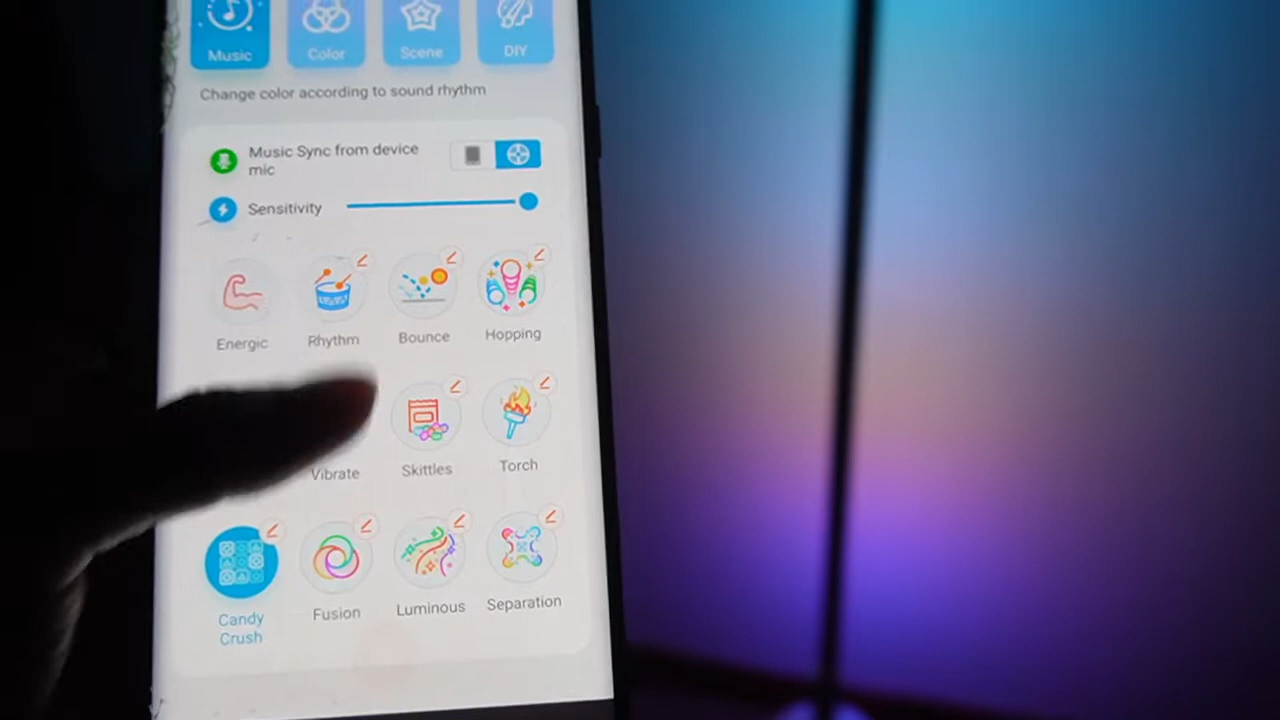 Music Color Scene DIY
Change color according to sound rhythm
Music Sync from device
mic
Sensitivity
Energic Rhythm Bounce Hopping
Vibrate Skittles Torch
Candy
Crush
Fusion Luminous Separation